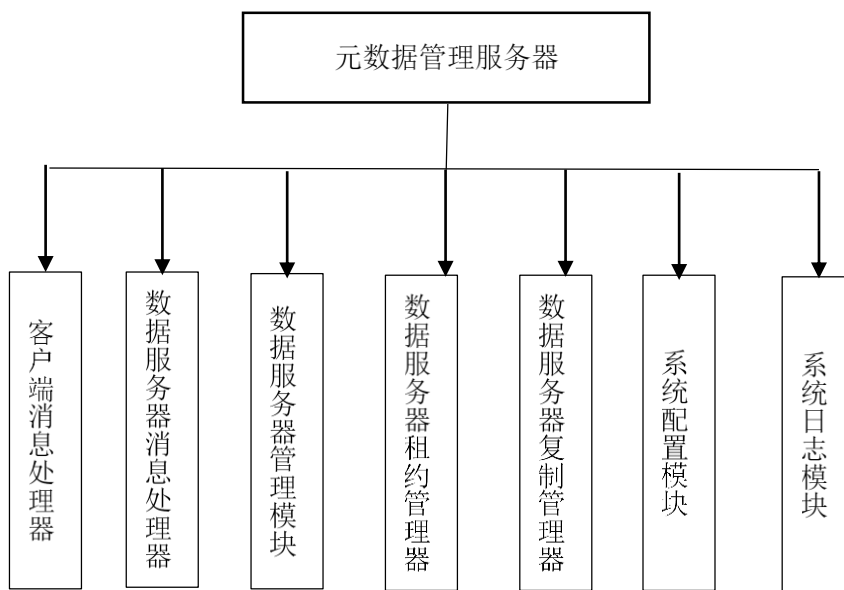 元数据管理服务器
客户端消息处理器
数据服务器消息处理器
数据服务器管理模块
数据服务器租约管理器
数据服务器复制管理器
系统配置模块
系统日志模块